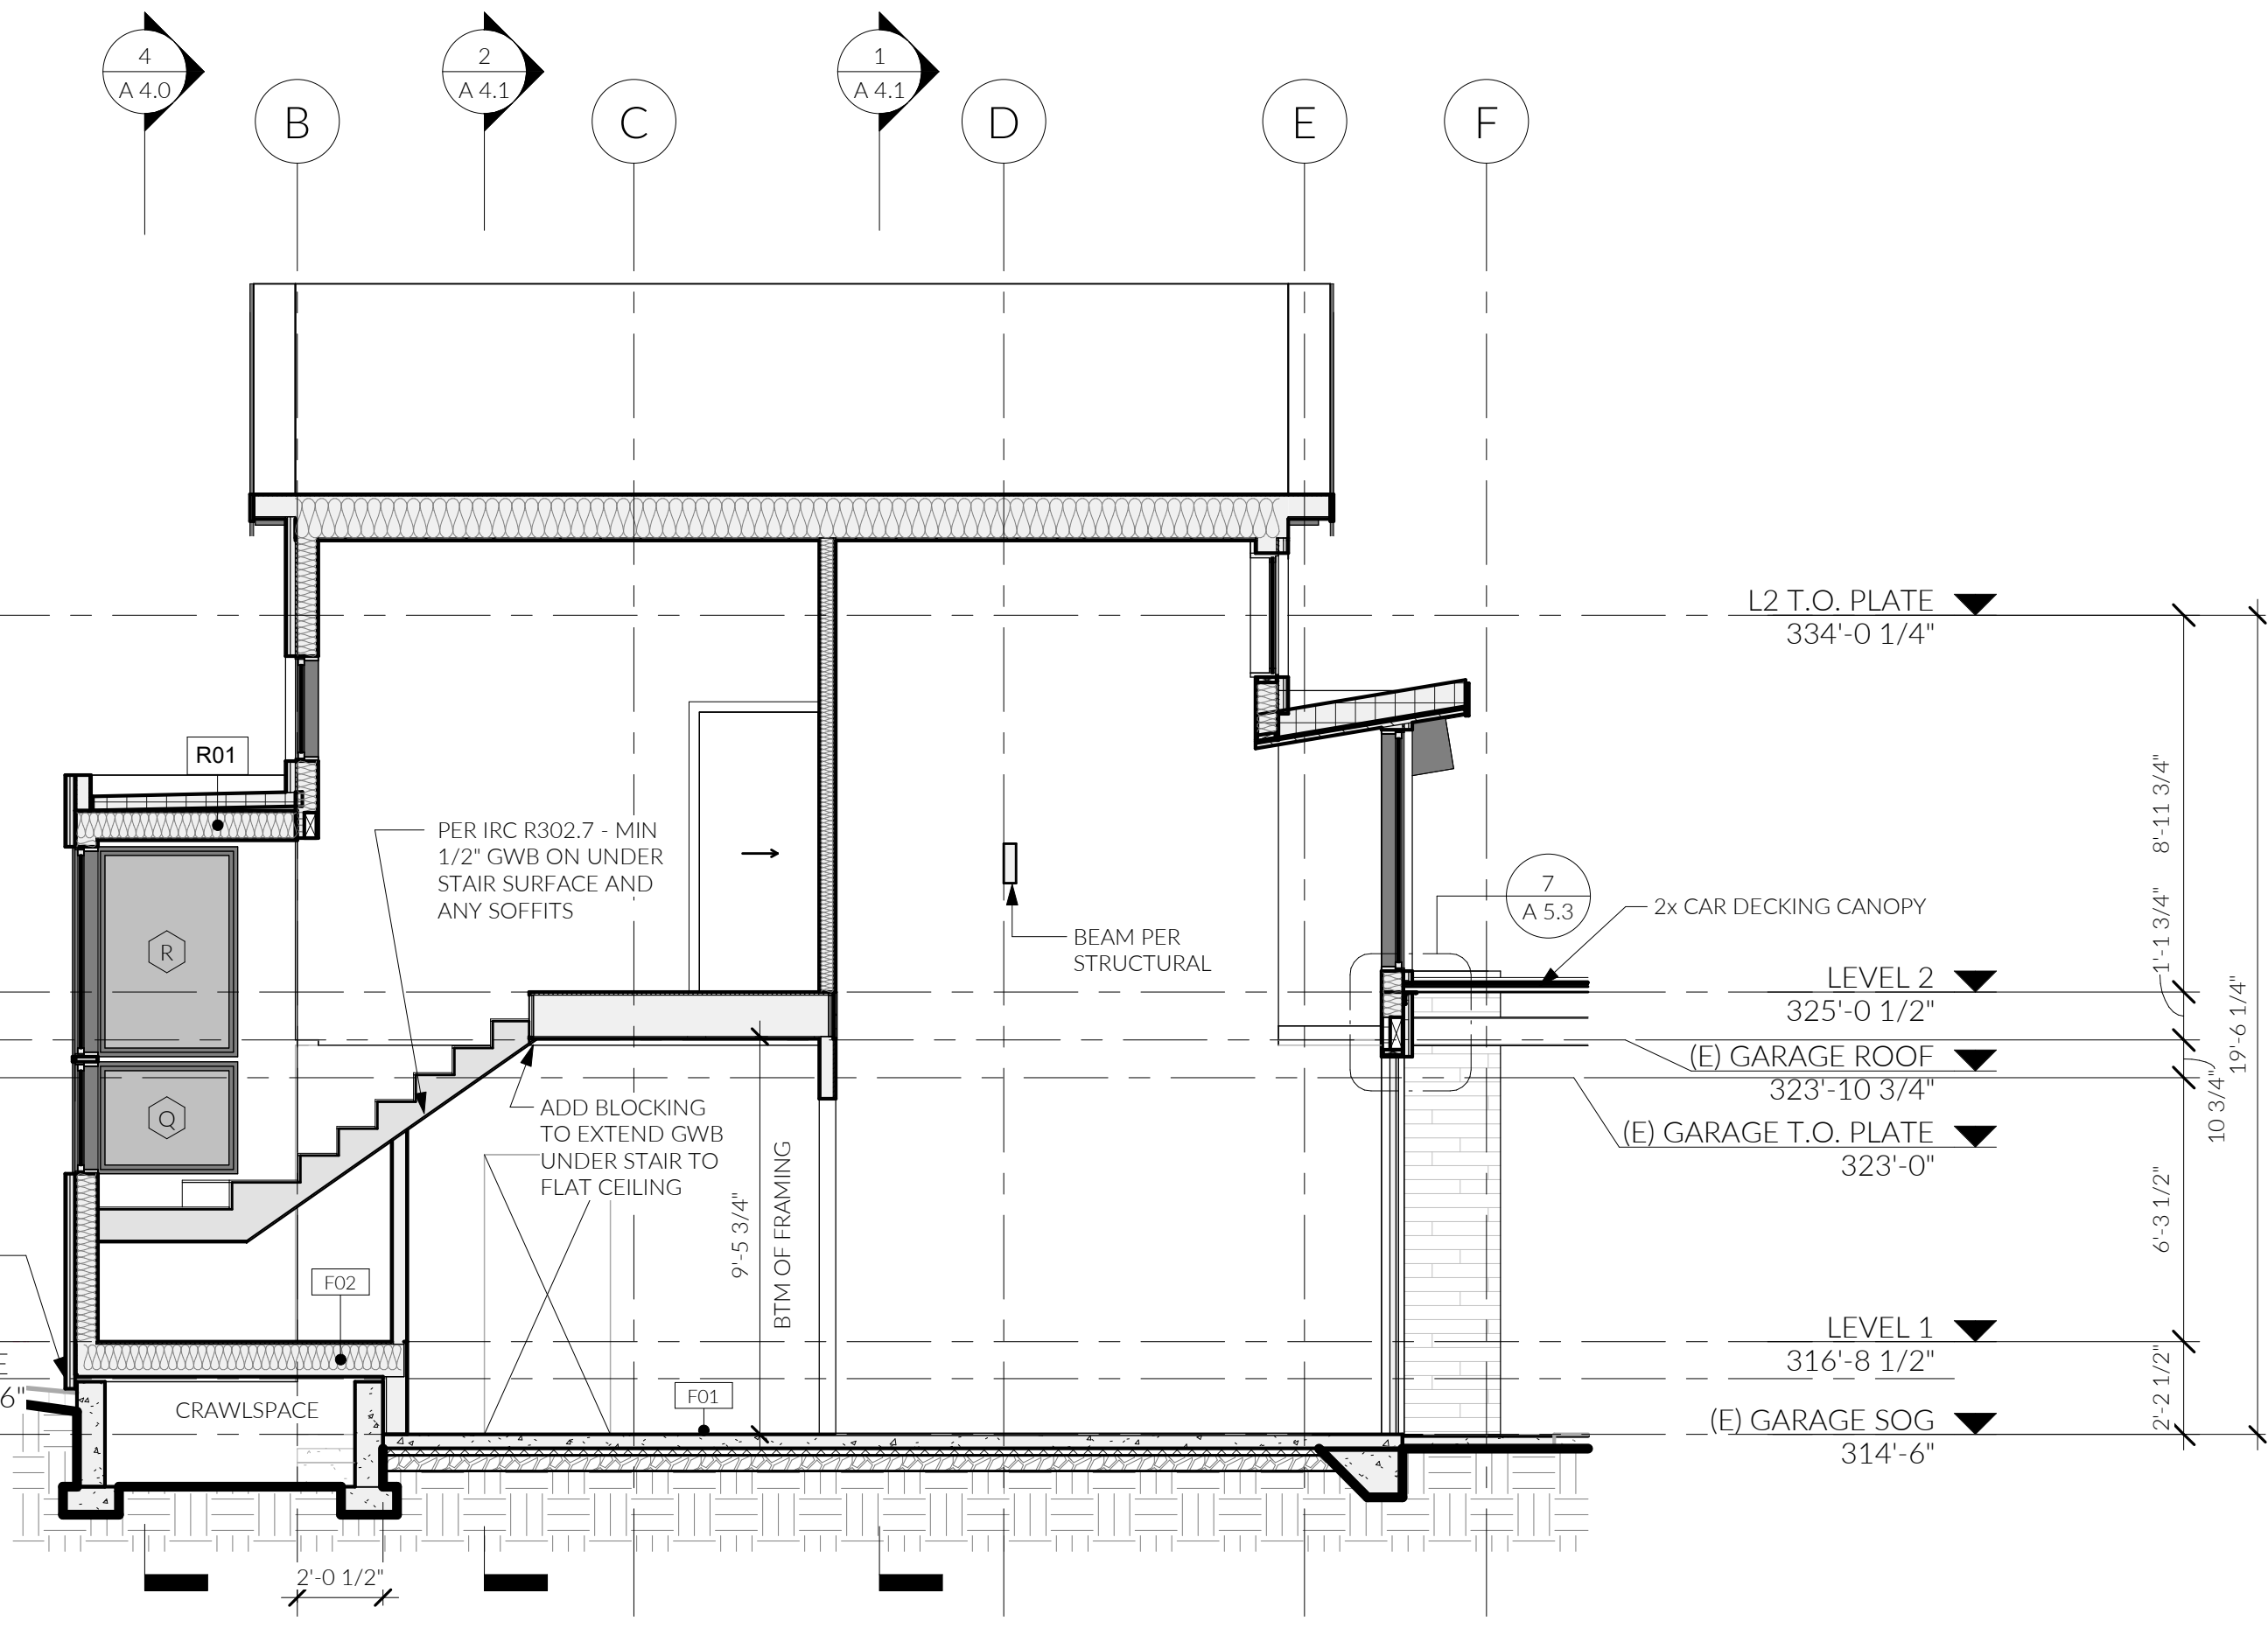 4
A 4.0
2
A 4.1
1
A 4.1
B
C
D
E
F
L2 T.O. PLATE
334'-0 1/4"
R01
PER IRC R302.7 - MIN
1/2" GWB ON UNDER
STAIR SURFACE AND
ANY SOFFITS
8'-11 3/4"
7
A 5.3
2x CAR DECKING CANOPY
BEAM PER
STRUCTURAL
R
1'-1 3/4"
LEVEL 2
325'-0 1/2"
19'-6 1/4"
(E) GARAGE ROOF
323'-10 3/4"
Q
ADD BLOCKING
TO EXTEND GWB
UNDER STAIR TO
FLAT CEILING
10 3/4"
(E) GARAGE T.O. PLATE
323'-0"
9'-5 3/4"
BTM OF FRAMING
6'-3 1/2"
F02
LEVEL 1
316'-8 1/2"
E
6"
F01
CRAWLSPACE
2'-2 1/2"
(E) GARAGE SOG
314'-6"
2'-0 1/2"